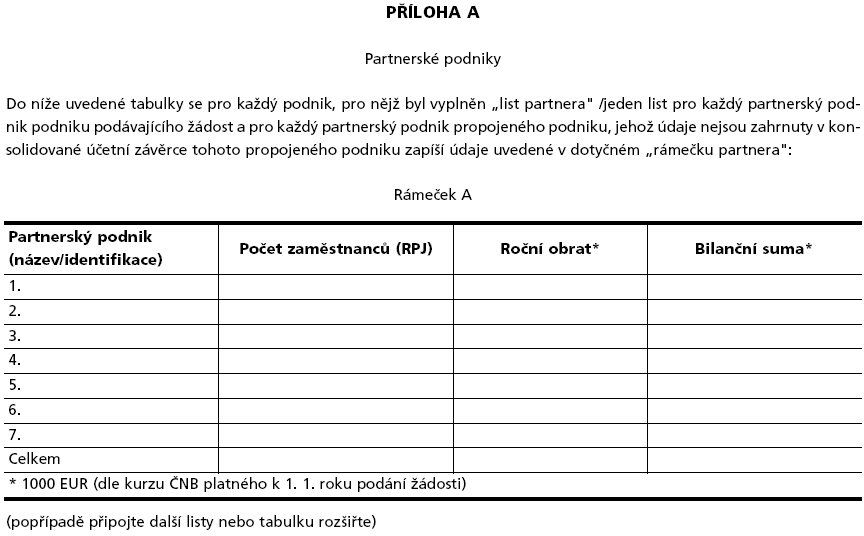 PŘÍLOHA A
Partnerské podniky
Do níže uvedené tabulky se pro každý podnik, pro nějž byl vyplněn „list partnera" /jeden list pro každý partnerský pod-
nik podniku podávajícího žádost a pro každý partnerský podnik propojeného podniku, jehož údaje nejsou zahrnuty v kon-
solidované účetní závěrce tohoto propojeného podniku zapíší údaje uvedené v dotyčném „rámečku partnera":
Rámeček A
Partnerský podnik
(název/identifikace)
Počet zaměstnanců (RPJ)
Roční obrat*
Bilanční suma*
1.
2.
3.
4.
5.
6.
7.
Celkem
* 1000 EUR (dle kurzu ČNB platného k 1. 1. roku podání žádosti)
(popřípadě připojte další listy nebo tabulku rozšiřte)